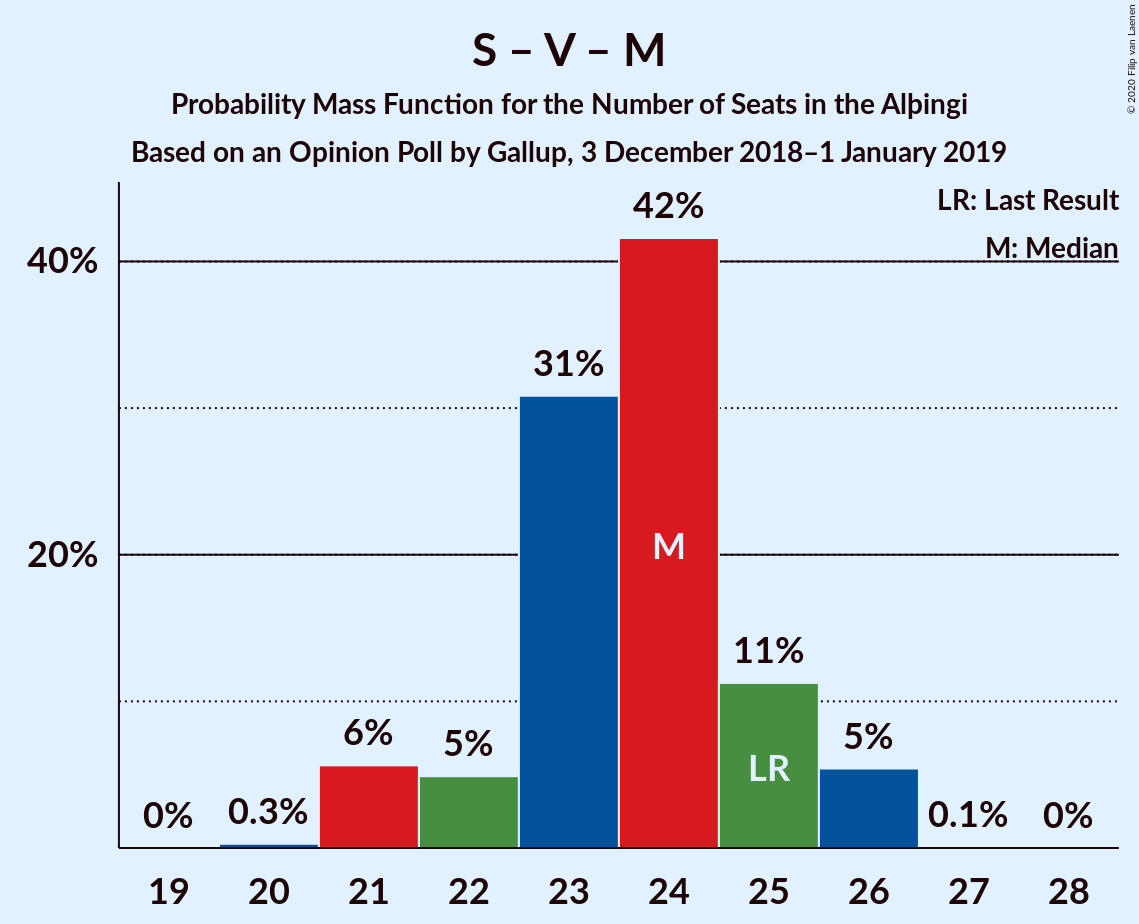 S – V – M
Probability Mass Function for the Number of Seats in the Alþingi
Based on an Opinion Poll by Gallup, 3 December 2018–1 January 2019
© 2020 Filip van Laenen
LR: Last Result
M: Median
40%
20%
0%
0.3%
6%
5%
31%
42%
11%
5%
0.1%
0%
M
LR
19 20 21 22 23 24 25 26 27 28